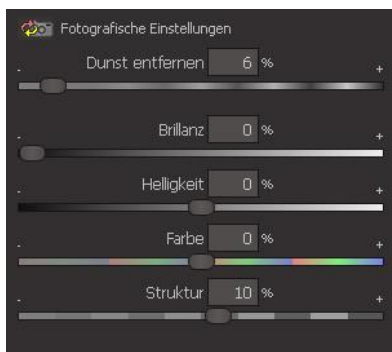 Fotografische Einstellungen
Dunst entfernen 6 %
- +
Brillanz 0 %
- +
Helligkeit 0 %
- +
Farbe 0 %
- +
Struktur 10 %
- +